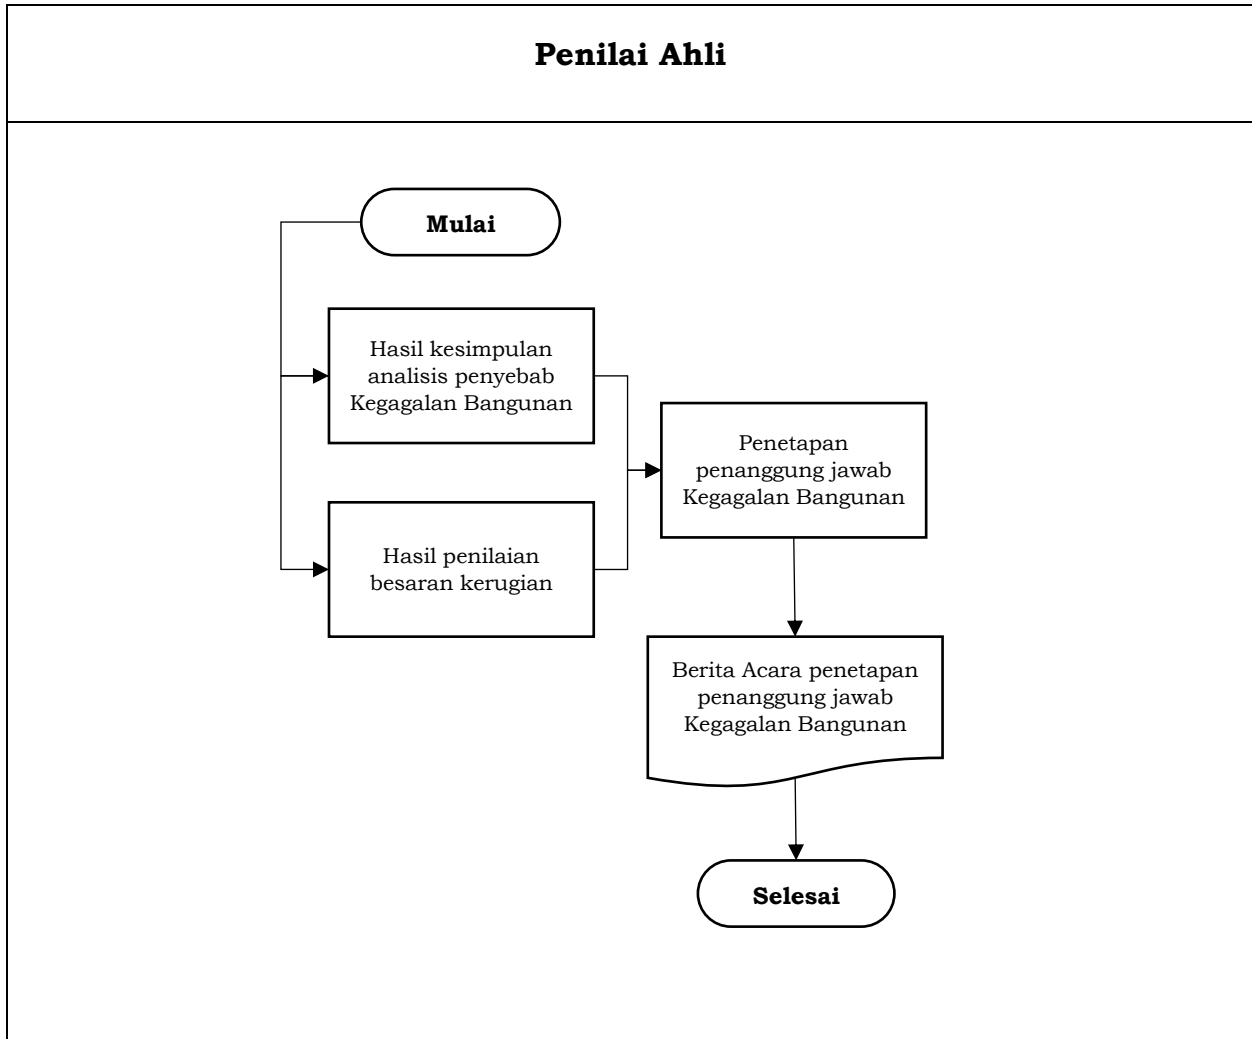 Penilai Ahli
Mulai
Hasil kesimpulan
analisis penyebab
Kegagalan Bangunan
Hasil penilaian
besaran kerugian
Penetapan
penanggung jawab
Kegagalan Bangunan
Berita Acara penetapan
penanggung jawab
Kegagalan Bangunan
Selesai